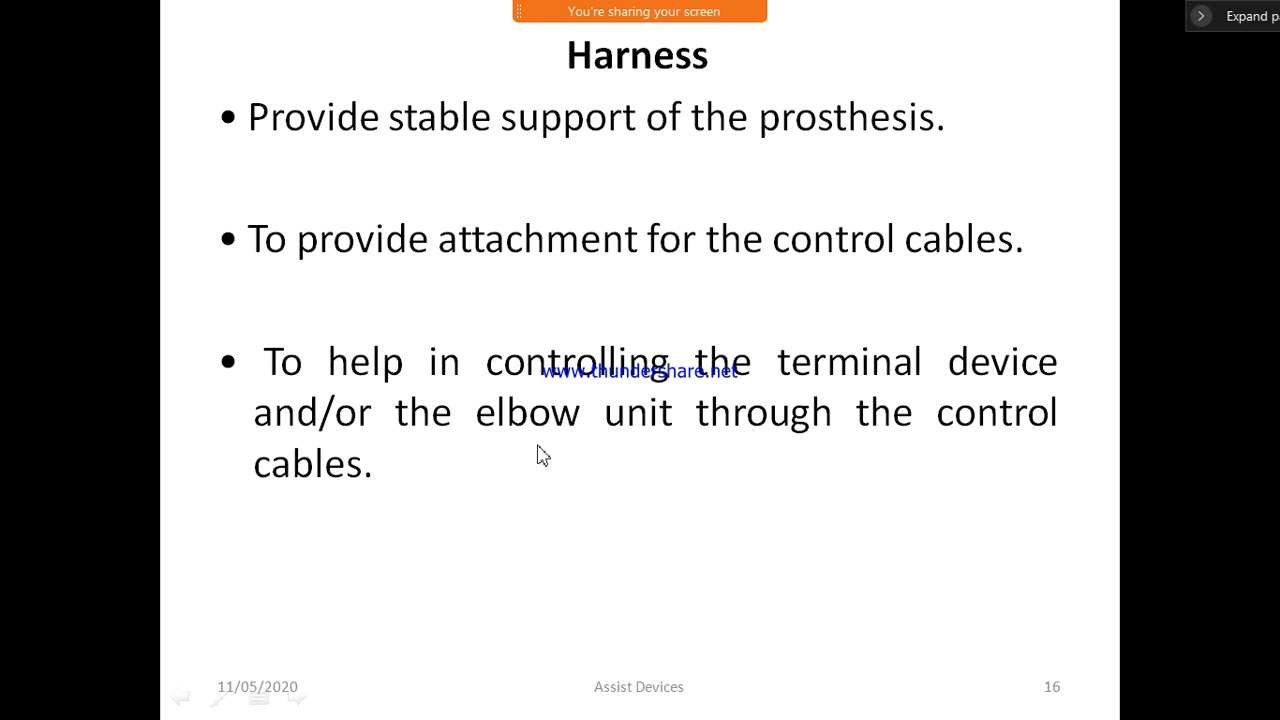 You're sharing your screen
Expand p
Harness
• Provide stable support of the prosthesis.
• To provide attachment for the control cables.
• To help in controlling the terminal device
www.thundershare.net
and/or the elbow unit through the control
cables.
11/05/2020
Assist Devices
16